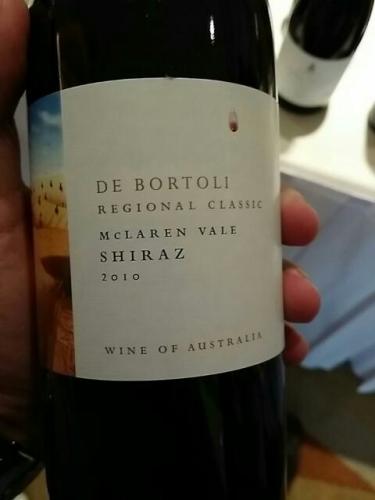 DE BORTOLI
REGIONAL CLASSIC
McLAREN VALE
SHIRAZ
2010
WINE OF AUSTRALIA